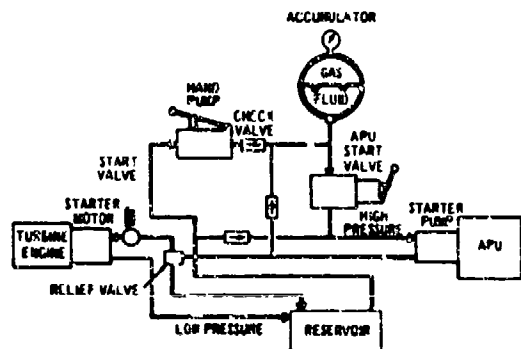 ACCUMULATOR
GAS
FLUID
HAND
PUMP
CHECK
VALVE
APU
START
VALVE
START
VALVE
STARTER
MOTOR
HIGH
PRESSURE
STARTER
PUMP
TURBINE
ENGINE
APU
RELIEF VALVE
LOW PRESSURE
RESERVOIR